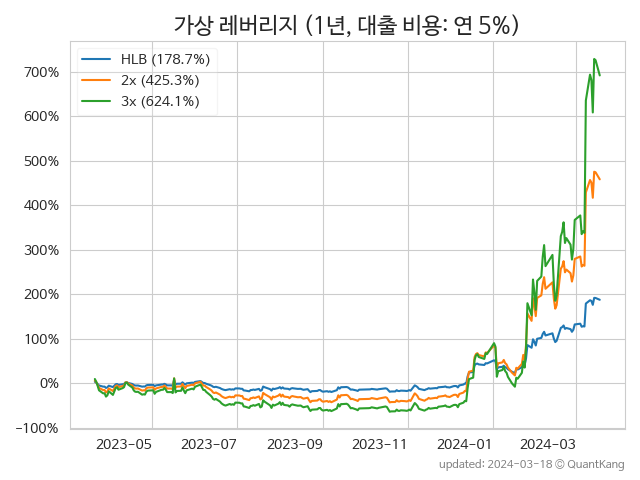 가상 레버리지 (1년, 대출 비용: 연 5%)
HLB (178.7%)
2x (425.3%)
3x (624.1%)
700%
600%
500%
400%
300%
200%
100%
0%
−100%
2023-05 2023-07 2023-09 2023-11 2024-01 2024-03
updated: 2024-03-18 © QuantKang